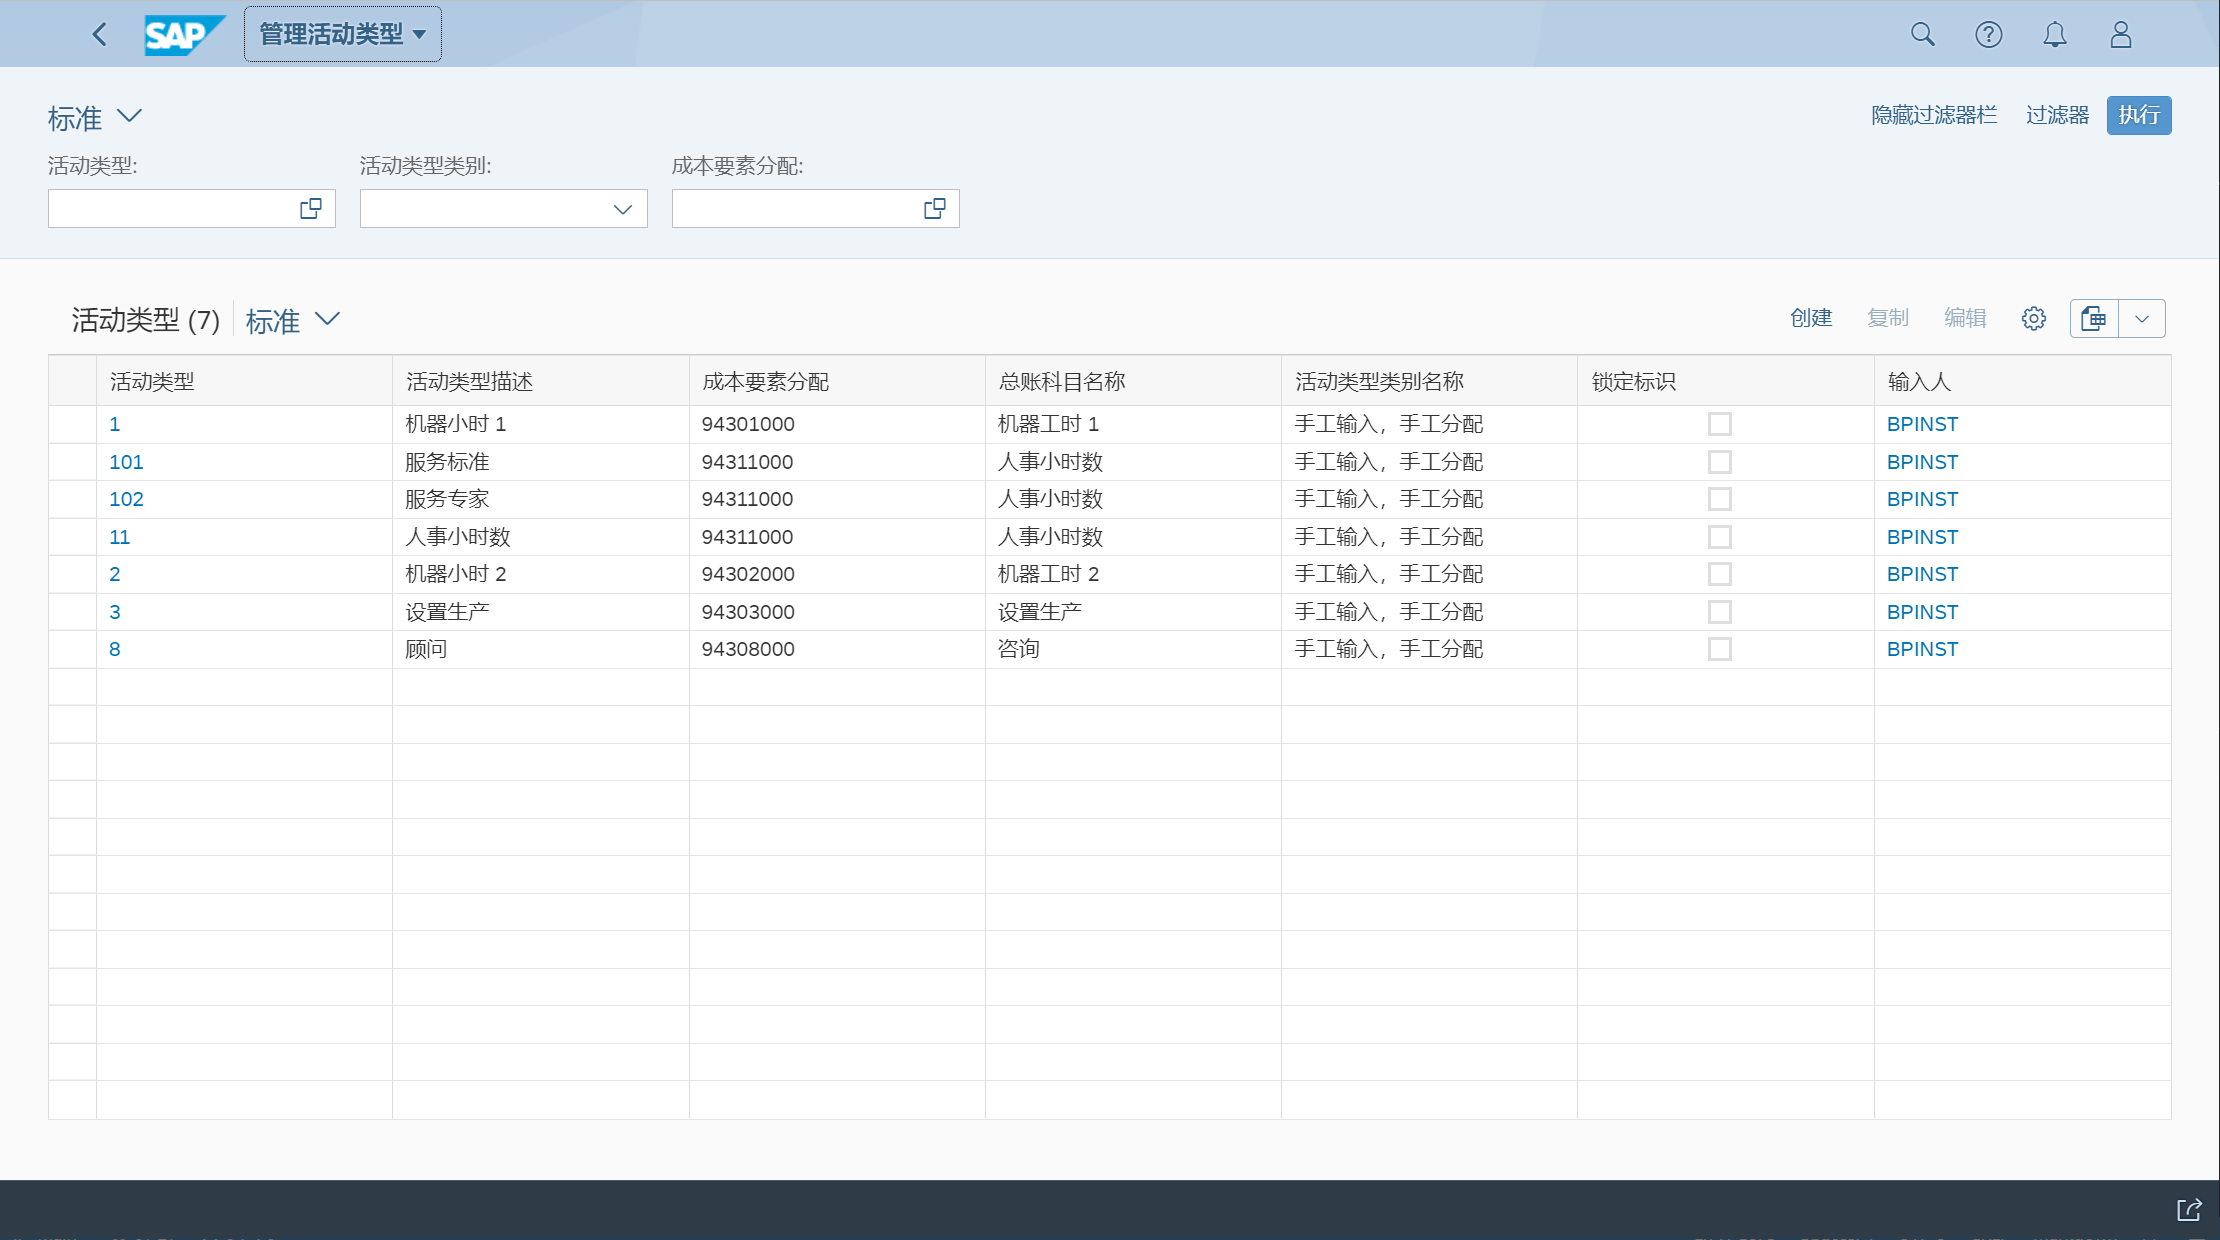 SAP 管理活动类型
标准
隐藏过滤器栏 过滤器 执行
活动类型: 活动类型类别: 成本要素分配:
活动类型 (7) 标准 创建 复制 编辑
活动类型 活动类型描述 成本要素分配 总账科目名称 活动类型类别名称 锁定标识 输入人
1 机器小时 1 94301000 机器工时 1 手工输入，手工分配 BPINST
101 服务标准 94311000 人事小时数 手工输入，手工分配 BPINST
102 服务专家 94311000 人事小时数 手工输入，手工分配 BPINST
11 人事小时数 94311000 人事小时数 手工输入，手工分配 BPINST
2 机器小时 2 94302000 机器工时 2 手工输入，手工分配 BPINST
3 设置生产 94303000 设置生产 手工输入，手工分配 BPINST
8 顾问 94308000 咨询 手工输入，手工分配 BPINST